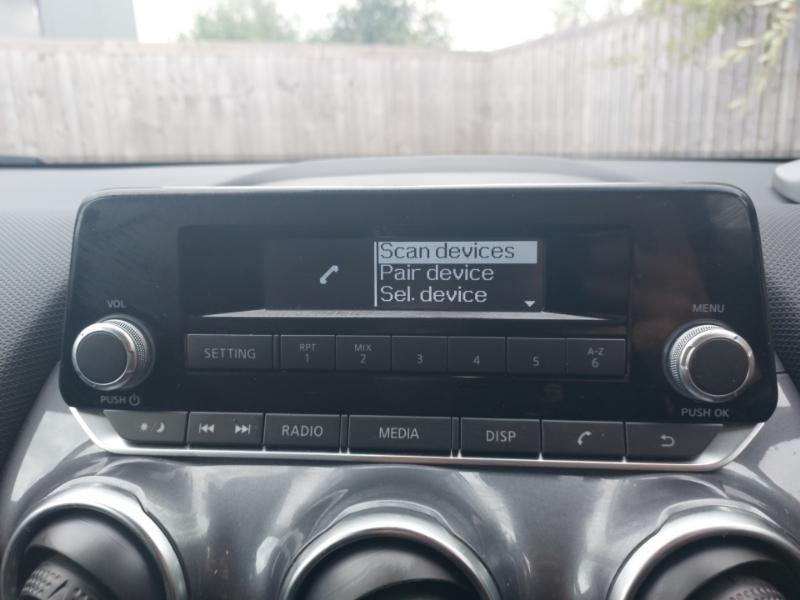 Scan devices
Pair device
Sel. device
VOL
MENU
SETTING
RPT
1
MIX
2
3
4
5
A-Z
6
PUSH
PUSH OK
RADIO
MEDIA
DISP